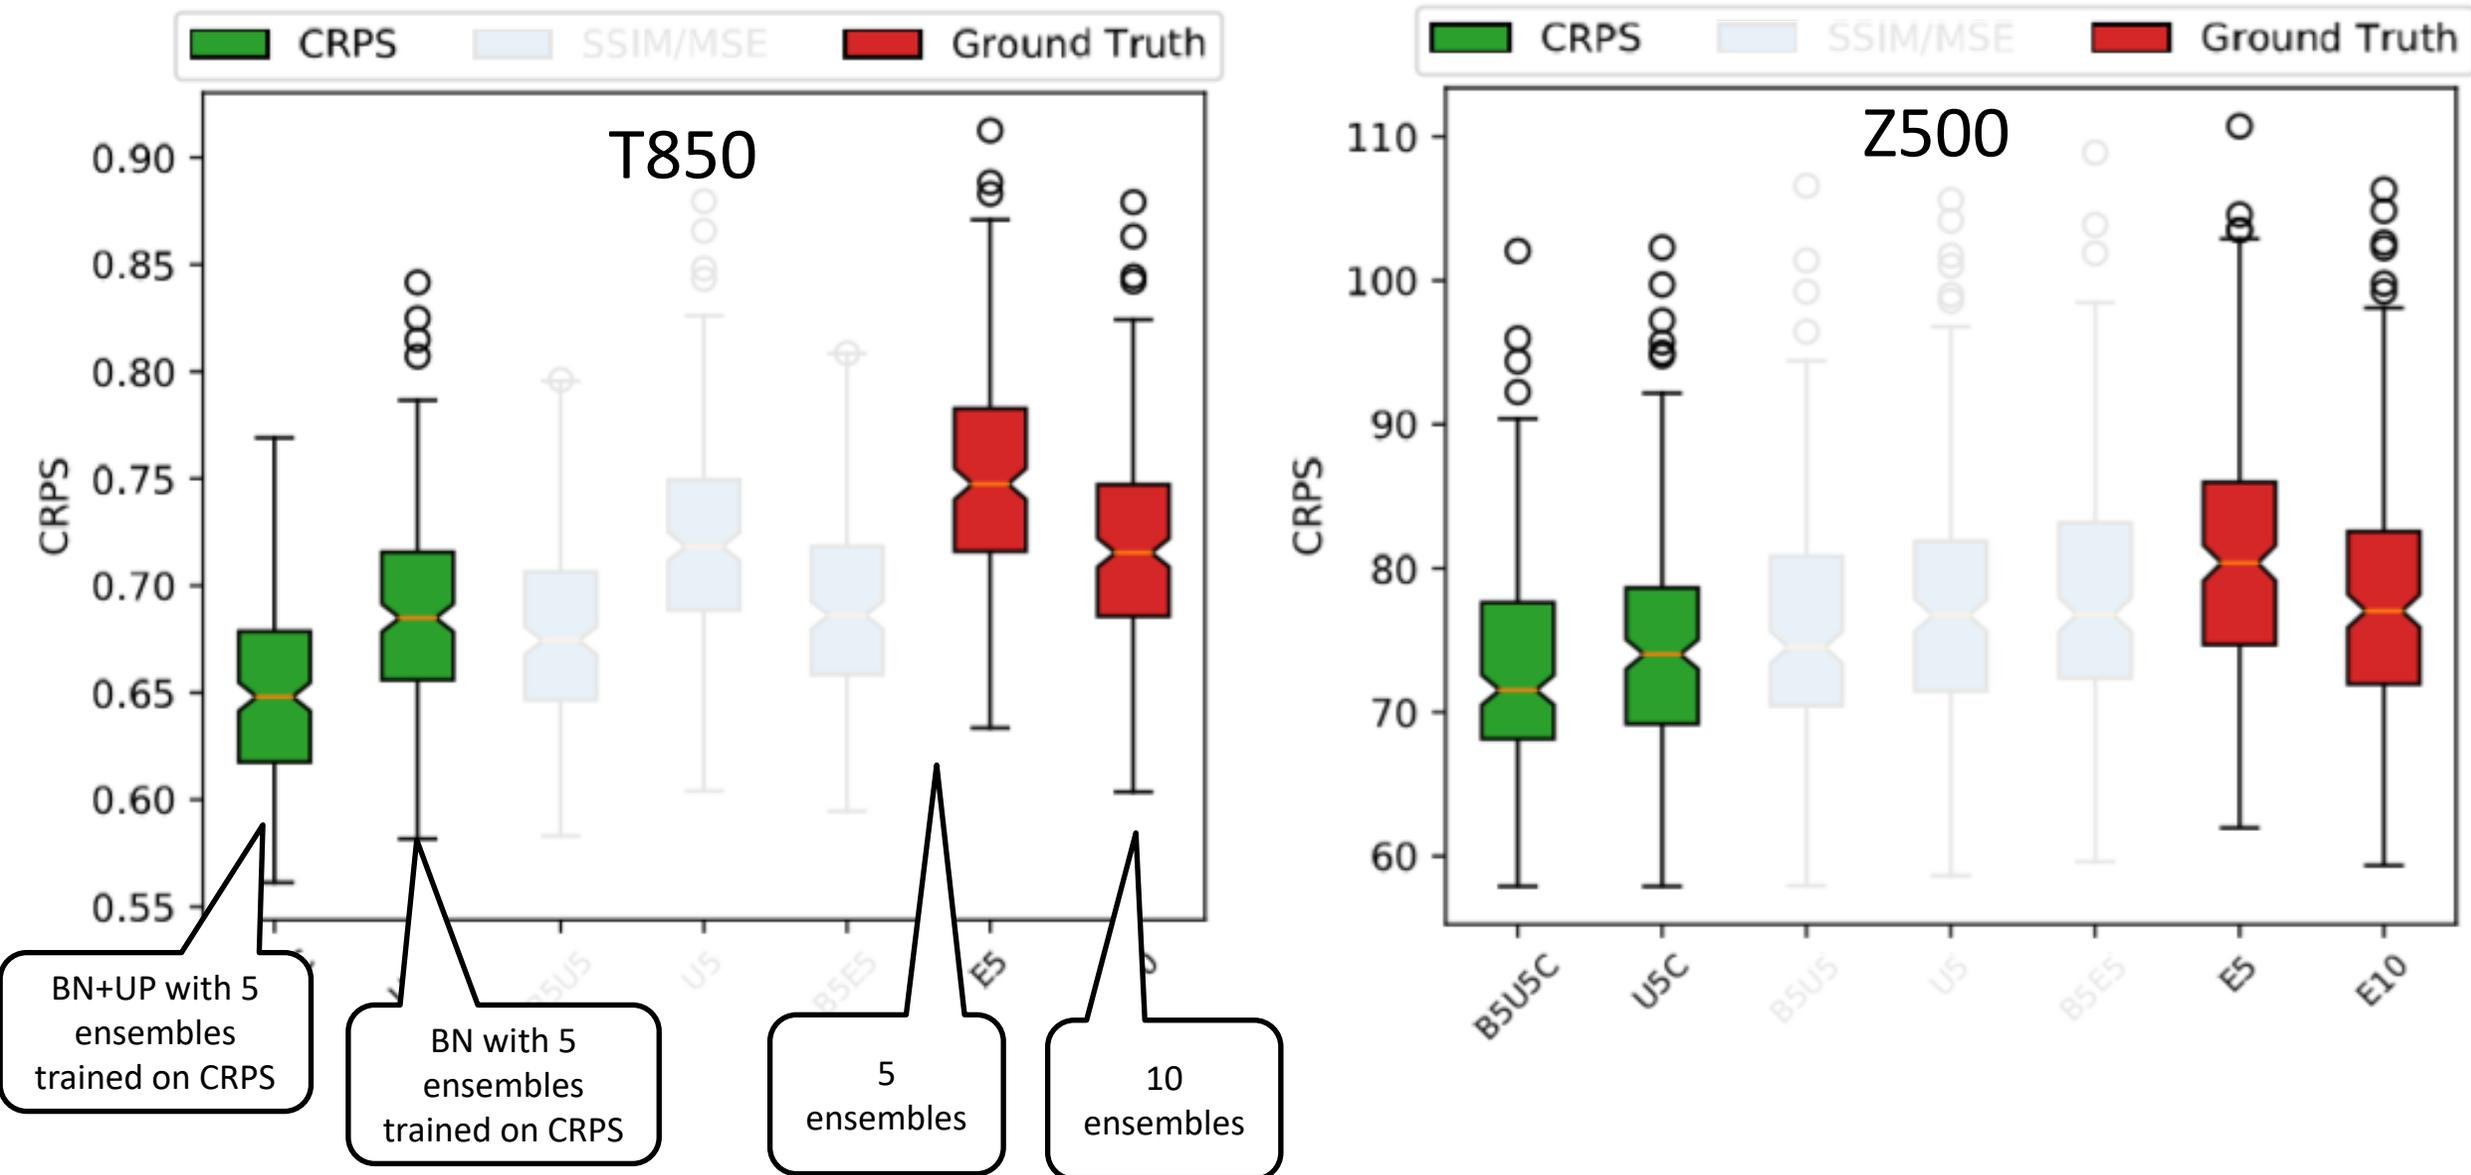 CRPS SSIM/MSE Ground Truth
T850
0.90
0.85
0.80
0.75
0.70
0.65
0.60
0.55
CRPS
B5U5
U5
B5E5
E5
BN+UP with 5
ensembles
trained on CRPS
BN with 5
ensembles
trained on CRPS
5
ensembles
10
ensembles
CRPS SSIM/MSE Ground Truth
Z500
110
100
90
80
70
60
CRPS
B5U5C
U5C
B5U5
U5
B5E5
E5
E10